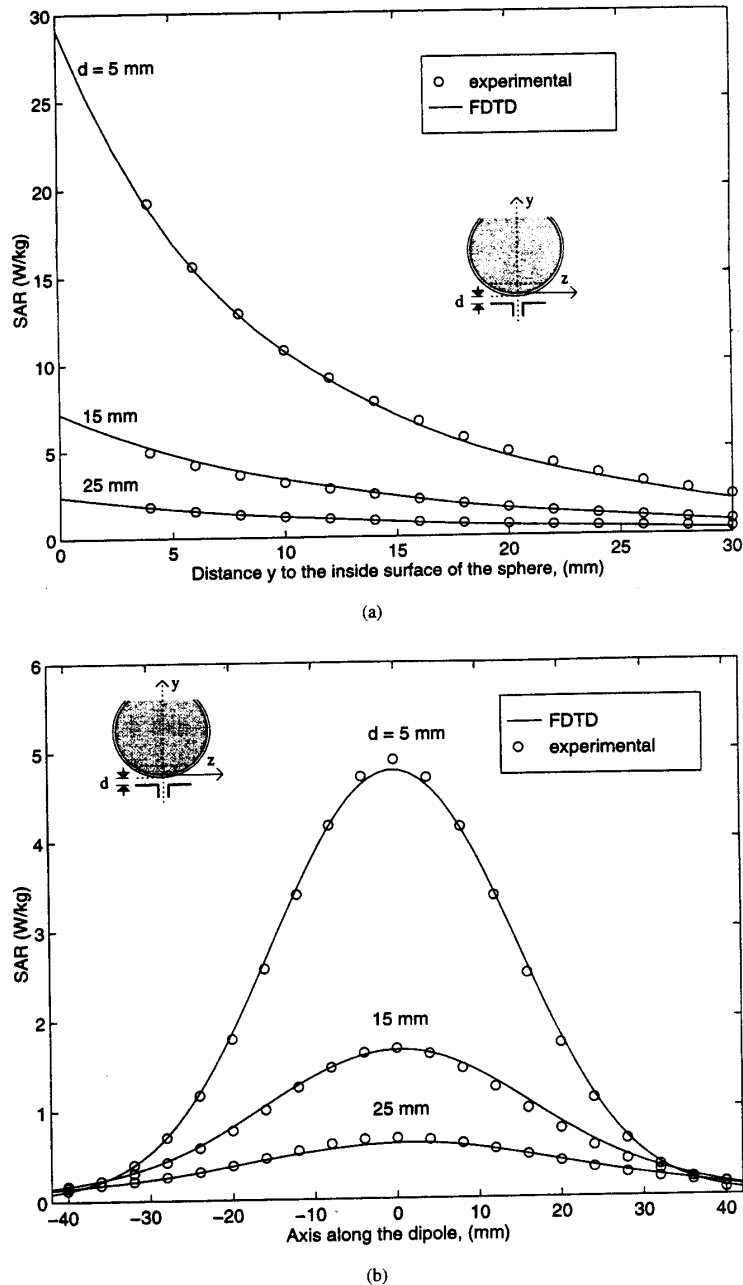 30
25
20
15
10
5
0
SAR (W/kg)
d = 5 mm
15 mm
25 mm
experimental
FDTD
y
z
d
0 5 10 15 20 25 30
Distance y to the inside surface of the sphere, (mm)
(a)
6
5
4
3
2
1
0
SAR (W/kg)
y
z
d
d = 5 mm
15 mm
25 mm
FDTD
experimental
−40 −30 −20 −10 0 10 20 30 40
Axis along the dipole, (mm)
(b)